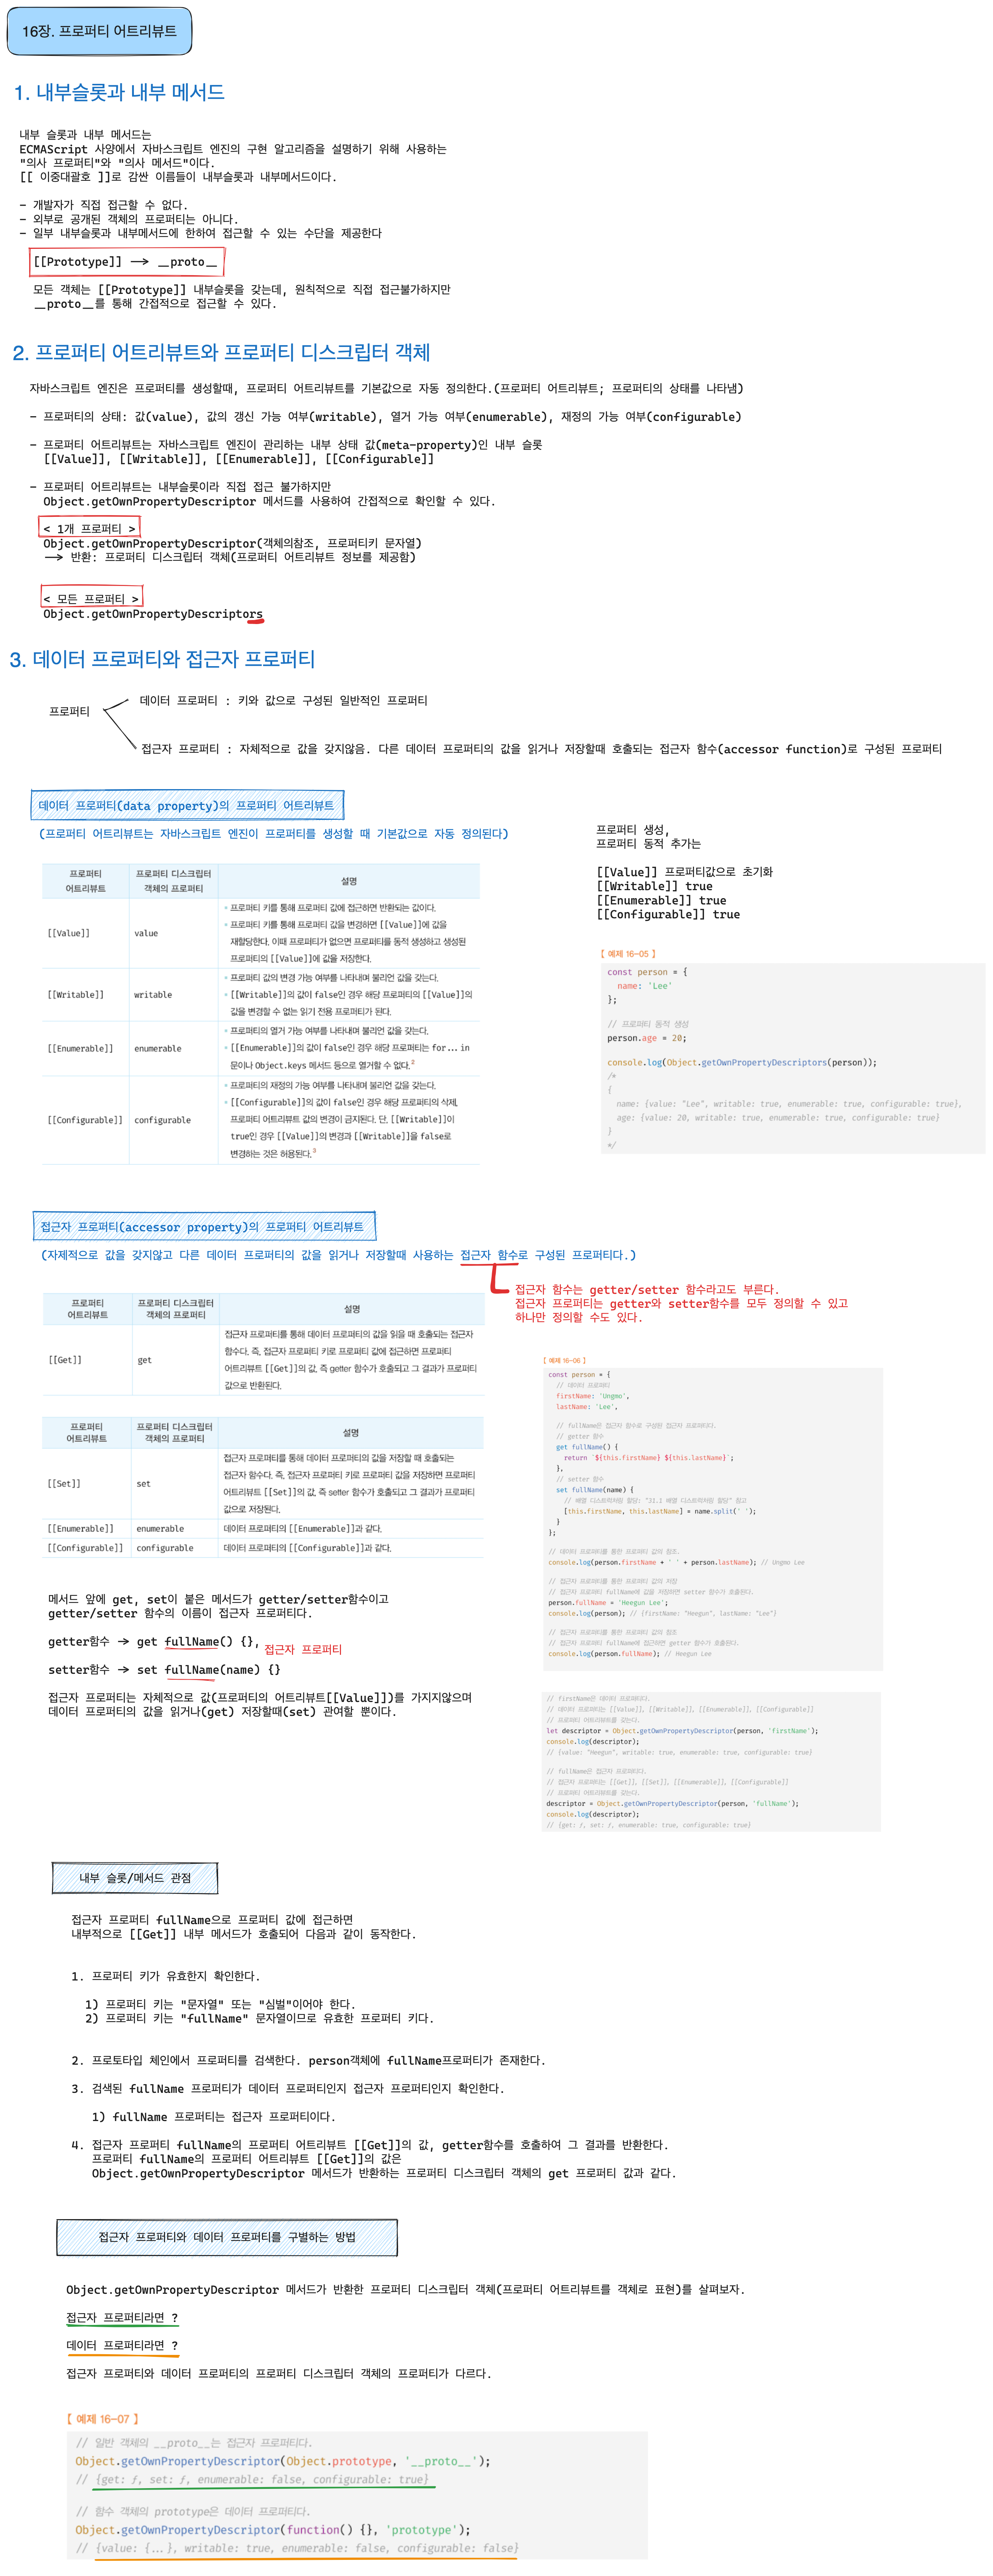 16장. 프로퍼티 어트리뷰트
1. 내부슬롯과 내부 메서드
내부 슬롯과 내부 메서드는
ECMAScript 사양에서 자바스크립트 엔진의 구현 알고리즘을 설명하기 위해 사용하는
"의사 프로퍼티"와 "의사 메서드"이다.
[[ 이중대괄호 ]]로 감싼 이름들이 내부슬롯과 내부메서드이다.
- 개발자가 직접 접근할 수 없다.
- 외부로 공개된 객체의 프로퍼티는 아니다.
- 일부 내부슬롯과 내부메서드에 한하여 접근할 수 있는 수단을 제공한다
[[Prototype]] -> __proto__
모든 객체는 [[Prototype]] 내부슬롯을 갖는데, 원칙적으로 직접 접근불가하지만
__proto__를 통해 간접적으로 접근할 수 있다.
2. 프로퍼티 어트리뷰트와 프로퍼티 디스크립터 객체
자바스크립트 엔진은 프로퍼티를 생성할때, 프로퍼티 어트리뷰트를 기본값으로 자동 정의한다.(프로퍼티 어트리뷰트; 프로퍼티의 상태를 나타냄)
- 프로퍼티의 상태: 값(value), 값의 갱신 가능 여부(writable), 열거 가능 여부(enumerable), 재정의 가능 여부(configurable)
- 프로퍼티 어트리뷰트는 자바스크립트 엔진이 관리하는 내부 상태 값(meta-property)인 내부 슬롯
[[Value]], [[Writable]], [[Enumerable]], [[Configurable]]
- 프로퍼티 어트리뷰트는 내부슬롯이라 직접 접근 불가하지만
Object.getOwnPropertyDescriptor 메서드를 사용하여 간접적으로 확인할 수 있다.
< 1개 프로퍼티 >
Object.getOwnPropertyDescriptor(객체의참조, 프로퍼티키 문자열)
-> 반환: 프로퍼티 디스크립터 객체(프로퍼티 어트리뷰트 정보를 제공함)
< 모든 프로퍼티 >
Object.getOwnPropertyDescriptors
3. 데이터 프로퍼티와 접근자 프로퍼티
프로퍼티
데이터 프로퍼티 : 키와 값으로 구성된 일반적인 프로퍼티
접근자 프로퍼티 : 자체적으로 값을 갖지않음. 다른 데이터 프로퍼티의 값을 읽거나 저장할때 호출되는 접근자 함수(accessor function)로 구성된 프로퍼티
데이터 프로퍼티(data property)의 프로퍼티 어트리뷰트
(프로퍼티 어트리뷰트는 자바스크립트 엔진이 프로퍼티를 생성할 때 기본값으로 자동 정의된다)
프로퍼티 어트리뷰트
프로퍼티 디스크립터 객체의 프로퍼티
설명
[[Value]]
value
• 프로퍼티 키를 통해 프로퍼티 값에 접근하면 반환되는 값이다.
• 프로퍼티 키를 통해 프로퍼티 값을 변경하면 [[Value]]에 값을
재할당한다. 이때 프로퍼티가 없으면 프로퍼티를 동적 생성하고 생성된
프로퍼티의 [[Value]]에 값을 저장한다.
[[Writable]]
writable
• 프로퍼티 값의 변경 가능 여부를 나타내며 불리언 값을 갖는다.
• [[Writable]]의 값이 false인 경우 해당 프로퍼티의 [[Value]]의
값을 변경할 수 없는 읽기 전용 프로퍼티가 된다.
[[Enumerable]]
enumerable
• 프로퍼티의 열거 가능 여부를 나타내며 불리언 값을 갖는다.
• [[Enumerable]]의 값이 false인 경우 해당 프로퍼티는 for...in
문이나 Object.keys 메서드 등으로 열거할 수 없다.2
[[Configurable]]
configurable
• 프로퍼티의 재정의 가능 여부를 나타내며 불리언 값을 갖는다.
• [[Configurable]]의 값이 false인 경우 해당 프로퍼티의 삭제,
프로퍼티 어트리뷰트 값의 변경이 금지된다. 단, [[Writable]]이
true인 경우 [[Value]]의 변경과 [[Writable]]을 false로
변경하는 것은 허용된다.3
프로퍼티 생성,
프로퍼티 동적 추가는
[[Value]] 프로퍼티값으로 초기화
[[Writable]] true
[[Enumerable]] true
[[Configurable]] true
【 예제 16-05 】
const person = {
name: 'Lee'
};
// 프로퍼티 동적 생성
person.age = 20;
console.log(Object.getOwnPropertyDescriptors(person));
/*
{
name: {value: "Lee", writable: true, enumerable: true, configurable: true},
age: {value: 20, writable: true, enumerable: true, configurable: true}
}
*/
접근자 프로퍼티(accessor property)의 프로퍼티 어트리뷰트
(자제적으로 값을 갖지않고 다른 데이터 프로퍼티의 값을 읽거나 저장할때 사용하는 접근자 함수로 구성된 프로퍼티다.)
접근자 함수는 getter/setter 함수라고도 부른다.
접근자 프로퍼티는 getter와 setter함수를 모두 정의할 수 있고
하나만 정의할 수도 있다.
프로퍼티 어트리뷰트
프로퍼티 디스크립터 객체의 프로퍼티
설명
[[Get]]
get
접근자 프로퍼티를 통해 데이터 프로퍼티의 값을 읽을 때 호출되는 접근자
함수다. 즉, 접근자 프로퍼티 키로 프로퍼티 값에 접근하면 프로퍼티
어트리뷰트 [[Get]]의 값, 즉 getter 함수가 호출되고 그 결과가 프로퍼티
값으로 반환된다.
프로퍼티 어트리뷰트
프로퍼티 디스크립터 객체의 프로퍼티
설명
[[Set]]
set
접근자 프로퍼티를 통해 데이터 프로퍼티의 값을 저장할 때 호출되는
접근자 함수다. 즉, 접근자 프로퍼티 키로 프로퍼티 값을 저장하면 프로퍼티
어트리뷰트 [[Set]]의 값, 즉 setter 함수가 호출되고 그 결과가 프로퍼티
값으로 저장된다.
[[Enumerable]]
enumerable
데이터 프로퍼티의 [[Enumerable]]과 같다.
[[Configurable]]
configurable
데이터 프로퍼티의 [[Configurable]]과 같다.
【 예제 16-06 】
const person = {
// 데이터 프로퍼티
firstName: 'Ungmo',
lastName: 'Lee',
// fullName은 접근자 함수로 구성된 접근자 프로퍼티다.
// getter 함수
get fullName() {
return `${this.firstName} ${this.lastName}`;
},
// setter 함수
set fullName(name) {
// 배열 디스트럭처링 할당: "31.1 배열 디스트럭처링 할당" 참고
[this.firstName, this.lastName] = name.split(' ');
}
};
// 데이터 프로퍼티를 통한 프로퍼티 값의 참조.
console.log(person.firstName + ' ' + person.lastName); // Ungmo Lee
// 접근자 프로퍼티를 통한 프로퍼티 값의 저장
// 접근자 프로퍼티 fullName에 값을 저장하면 setter 함수가 호출된다.
person.fullName = 'Heegun Lee';
console.log(person); // {firstName: "Heegun", lastName: "Lee"}
// 접근자 프로퍼티를 통한 프로퍼티 값의 참조
// 접근자 프로퍼티 fullName에 접근하면 getter 함수가 호출된다.
console.log(person.fullName); // Heegun Lee
메서드 앞에 get, set이 붙은 메서드가 getter/setter함수이고
getter/setter 함수의 이름이 접근자 프로퍼티다.
getter함수 -> get fullName() {},
접근자 프로퍼티
setter함수 -> set fullName(name) {}
접근자 프로퍼티는 자체적으로 값(프로퍼티의 어트리뷰트[[Value]])를 가지지않으며
데이터 프로퍼티의 값을 읽거나(get) 저장할때(set) 관여할 뿐이다.
// firstName은 데이터 프로퍼티다.
// 데이터 프로퍼티는 [[Value]], [[Writable]], [[Enumerable]], [[Configurable]]
// 프로퍼티 어트리뷰트를 갖는다.
let descriptor = Object.getOwnPropertyDescriptor(person, 'firstName');
console.log(descriptor);
// {value: "Heegun", writable: true, enumerable: true, configurable: true}
// fullName은 접근자 프로퍼티다.
// 접근자 프로퍼티는 [[Get]], [[Set]], [[Enumerable]], [[Configurable]]
// 프로퍼티 어트리뷰트를 갖는다.
descriptor = Object.getOwnPropertyDescriptor(person, 'fullName');
console.log(descriptor);
// {get: ƒ, set: ƒ, enumerable: true, configurable: true}
내부 슬롯/메서드 관점
접근자 프로퍼티 fullName으로 프로퍼티 값에 접근하면
내부적으로 [[Get]] 내부 메서드가 호출되어 다음과 같이 동작한다.
1. 프로퍼티 키가 유효한지 확인한다.
1) 프로퍼티 키는 "문자열" 또는 "심벌"이어야 한다.
2) 프로퍼티 키는 "fullName" 문자열이므로 유효한 프로퍼티 키다.
2. 프로토타입 체인에서 프로퍼티를 검색한다. person객체에 fullName프로퍼티가 존재한다.
3. 검색된 fullName 프로퍼티가 데이터 프로퍼티인지 접근자 프로퍼티인지 확인한다.
1) fullName 프로퍼티는 접근자 프로퍼티이다.
4. 접근자 프로퍼티 fullName의 프로퍼티 어트리뷰트 [[Get]]의 값, getter함수를 호출하여 그 결과를 반환한다.
프로퍼티 fullName의 프로퍼티 어트리뷰트 [[Get]]의 값은
Object.getOwnPropertyDescriptor 메서드가 반환하는 프로퍼티 디스크립터 객체의 get 프로퍼티 값과 같다.
접근자 프로퍼티와 데이터 프로퍼티를 구별하는 방법
Object.getOwnPropertyDescriptor 메서드가 반환한 프로퍼티 디스크립터 객체(프로퍼티 어트리뷰트를 객체로 표현)를 살펴보자.
접근자 프로퍼티라면 ?
데이터 프로퍼티라면 ?
접근자 프로퍼티와 데이터 프로퍼티의 프로퍼티 디스크립터 객체의 프로퍼티가 다르다.
【 예제 16-07 】
// 일반 객체의 __proto__는 접근자 프로퍼티다.
Object.getOwnPropertyDescriptor(Object.prototype, '__proto__');
// {get: ƒ, set: ƒ, enumerable: false, configurable: true}
// 함수 객체의 prototype은 데이터 프로퍼티다.
Object.getOwnPropertyDescriptor(function() {}, 'prototype');
// {value: {...}, writable: true, enumerable: false, configurable: false}